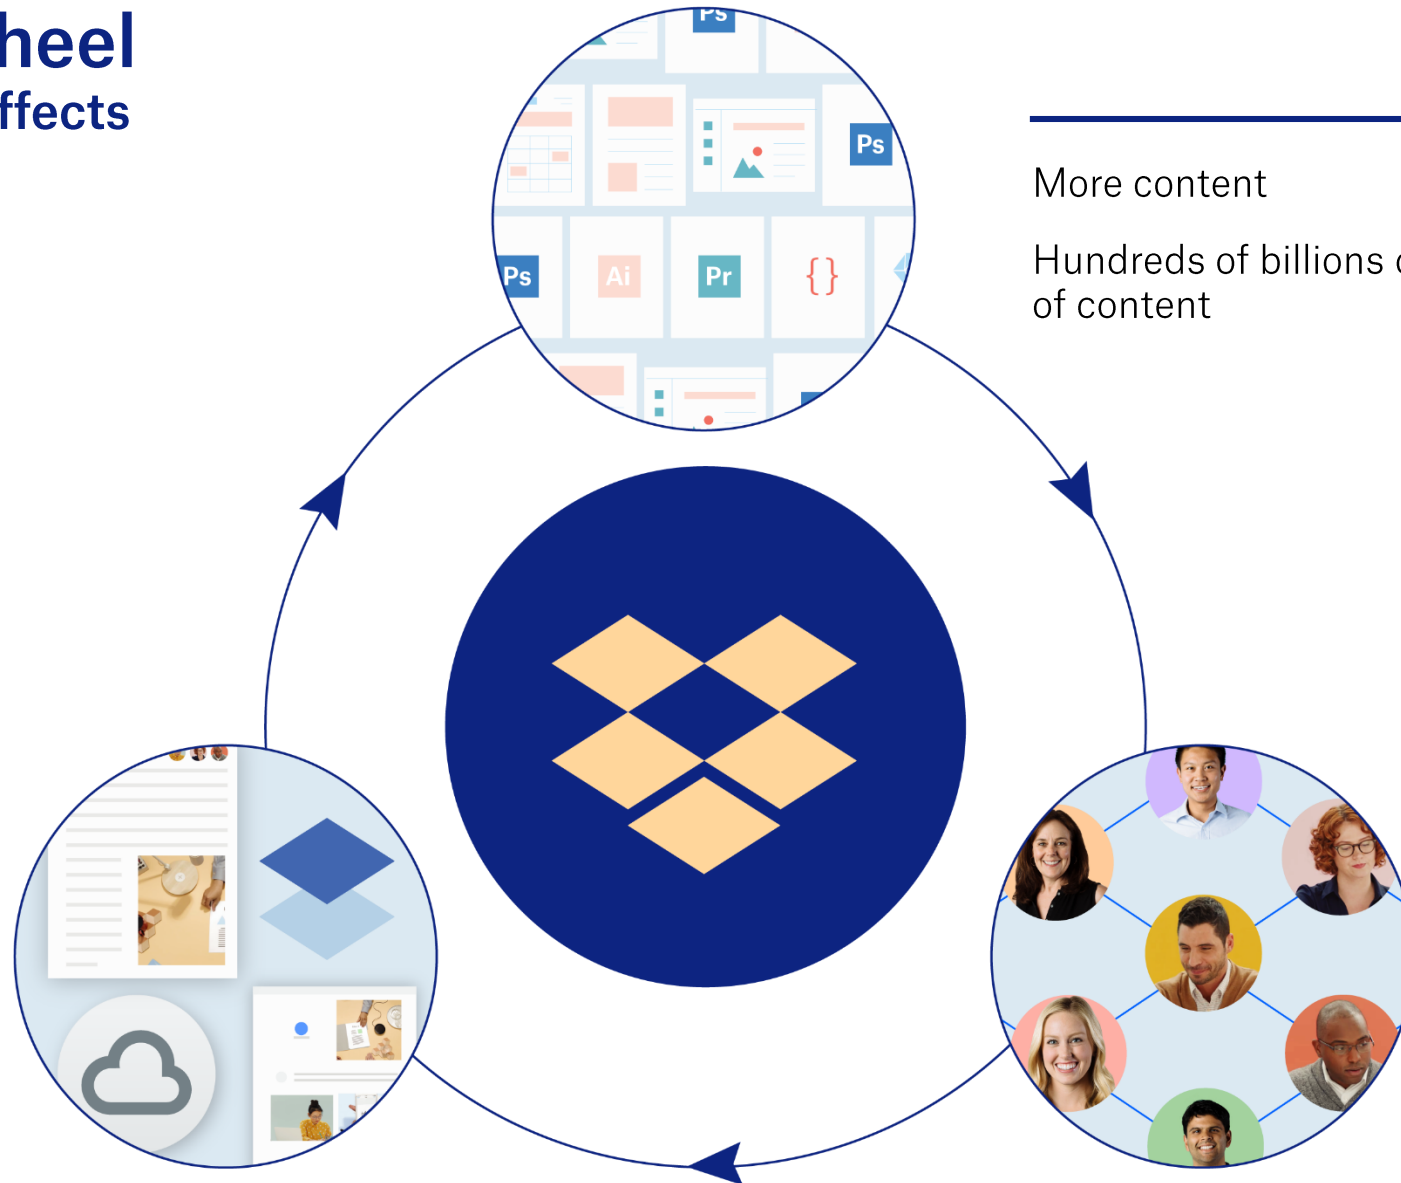 heel
ffects
Ps
Ps
More content
Hundreds of billions
of content
Ps
Ai
Pr
{}